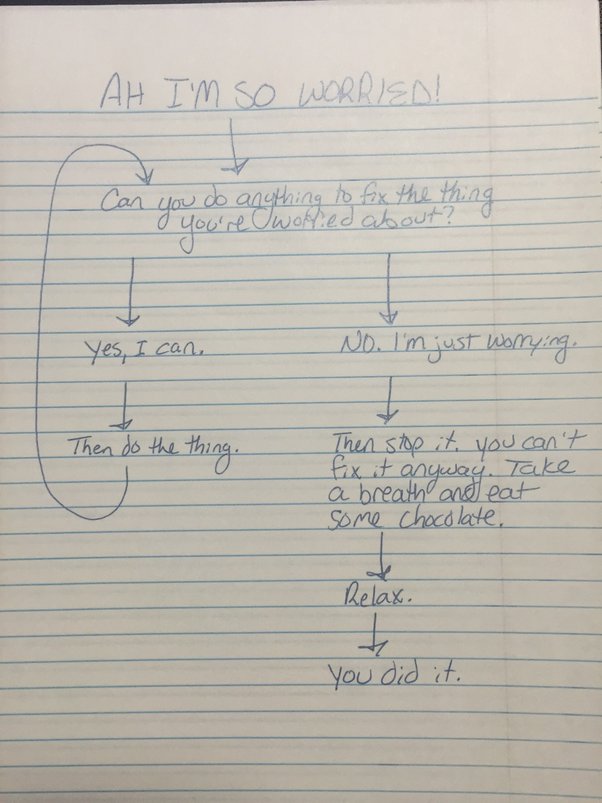 AH I'M SO WORRIED!
Can you do anything to fix the thing
you're worried about?
Yes, I can.
No. I'm just worrying.
Then do the thing.
Then stop it. you can't
fix it anyway. Take
a breath and eat
some chocolate.
Relax.
you did it.